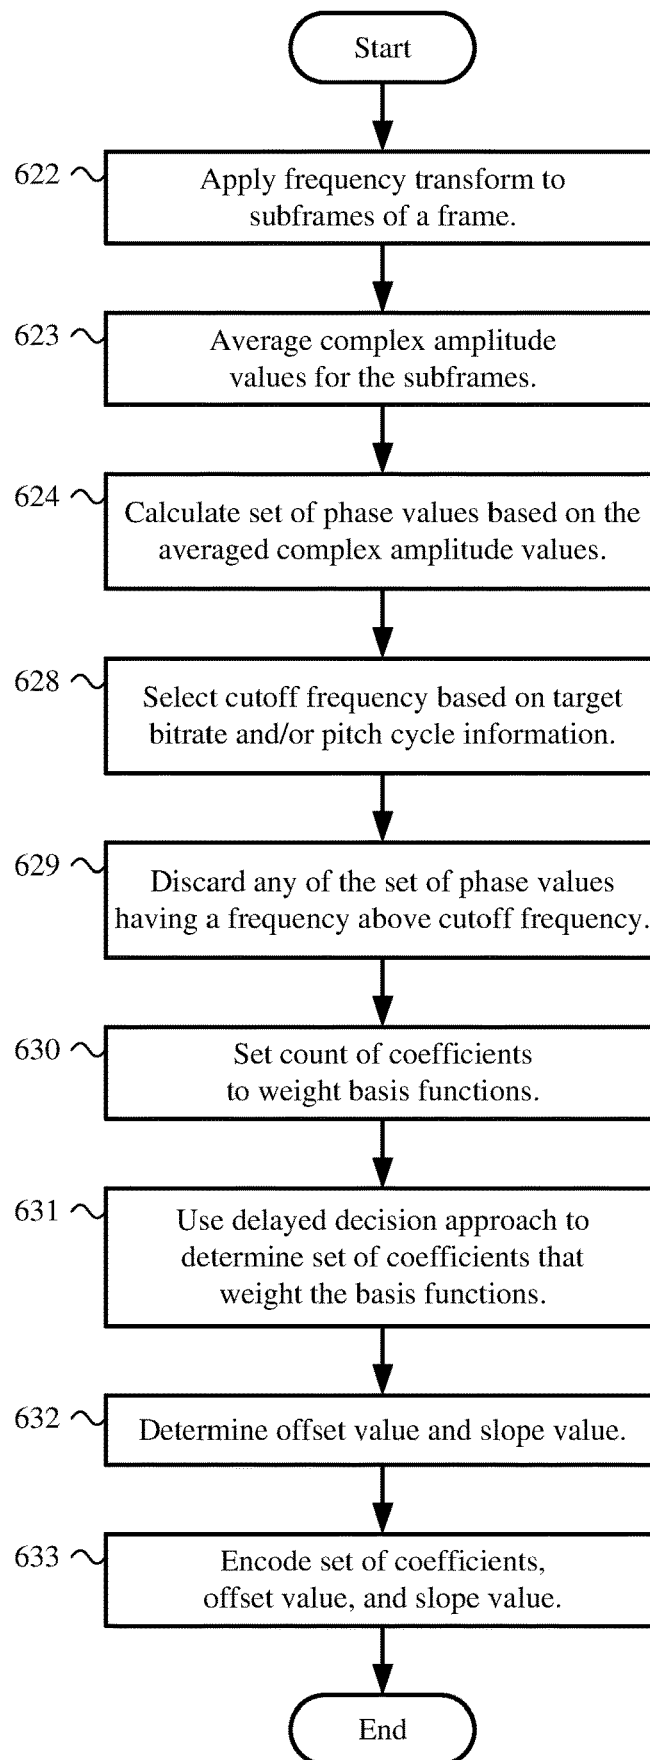 Start
622
Apply frequency transform to
subframes of a frame.
623
Average complex amplitude
values for the subframes.
624
Calculate set of phase values based on the
averaged complex amplitude values.
628
Select cutoff frequency based on target
bitrate and/or pitch cycle information.
629
Discard any of the set of phase values
having a frequency above cutoff frequency.
630
Set count of coefficients
to weight basis functions.
631
Use delayed decision approach to
determine set of coefficients that
weight the basis functions.
632
Determine offset value and slope value.
633
Encode set of coefficients,
offset value, and slope value.
End